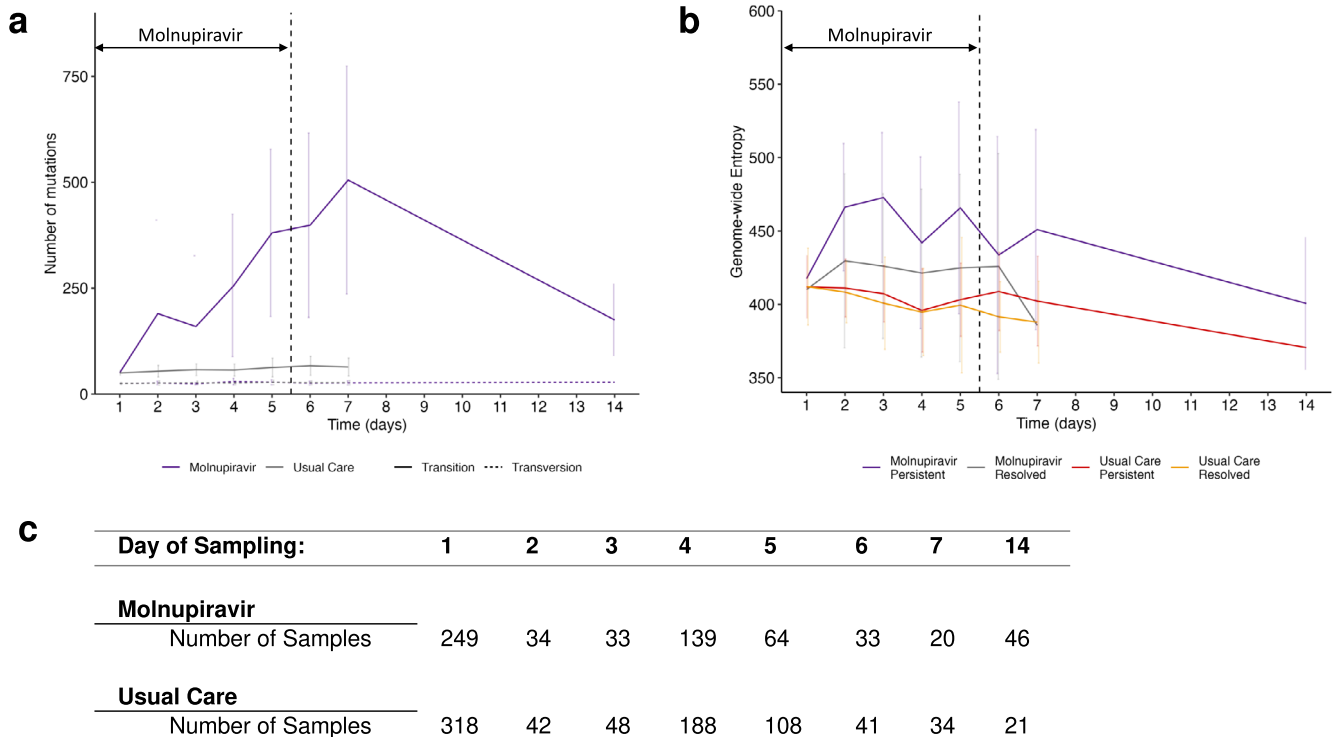 a
Molnupiravir
750
500
250
0
Number of mutations
1 2 3 4 5 6 7 8 9 10 11 12 13 14
Time (days)
Molnupiravir Usual Care Transition Transversion
b
Molnupiravir
600
550
500
450
400
350
Genome-wide Entropy
1 2 3 4 5 6 7 8 9 10 11 12 13 14
Time (days)
Molnupiravir Persistent
Molnupiravir Resolved
Usual Care Persistent
Usual Care Resolved
c
Day of Sampling: 1 2 3 4 5 6 7 14
Molnupiravir
Number of Samples 249 34 33 139 64 33 20 46
Usual Care
Number of Samples 318 42 48 188 108 41 34 21